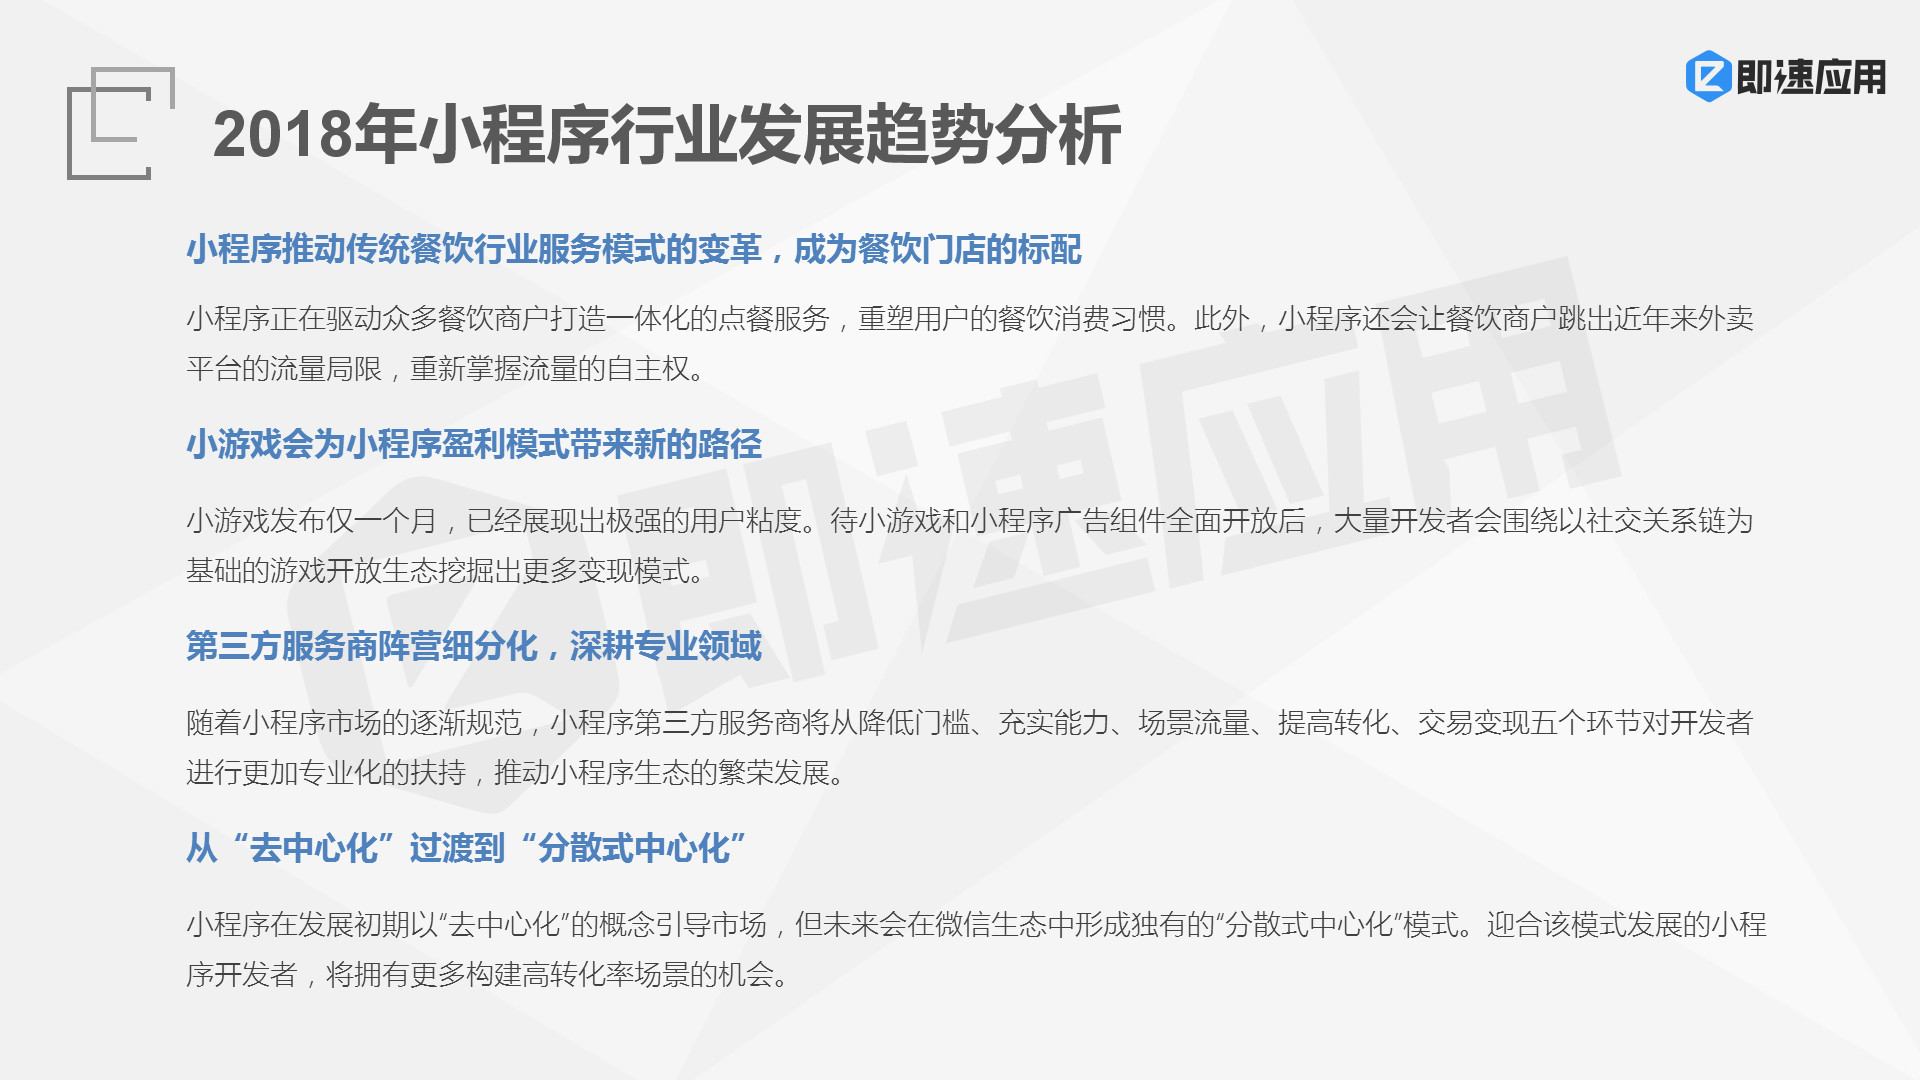 即速应用
2018年小程序行业发展趋势分析
小程序推动传统餐饮行业服务模式的变革，成为餐饮门店的标配
小程序正在驱动众多餐饮商户打造一体化的点餐服务，重塑用户的餐饮消费习惯。此外，小程序还会让餐饮商户跳出近年来外卖
平台的流量局限，重新掌握流量的自主权。
小游戏会为小程序盈利模式带来新的路径
小游戏发布仅一个月，已经展现出极强的用户粘度。待小游戏和小程序广告组件全面开放后，大量开发者会围绕以社交关系链为
基础的游戏开放生态挖掘出更多变现模式。
第三方服务商阵营细分化，深耕专业领域
随着小程序市场的逐渐规范，小程序第三方服务商将从降低门槛、充实能力、场景流量、提高转化、交易变现五个环节对开发者
进行更加专业化的扶持，推动小程序生态的繁荣发展。
从“去中心化”过渡到“分散式中心化”
小程序在发展初期以“去中心化”的概念引导市场，但未来会在微信生态中形成独有的“分散式中心化”模式。迎合该模式发展的小程
序开发者，将拥有更多构建高转化率场景的机会。
即速应用